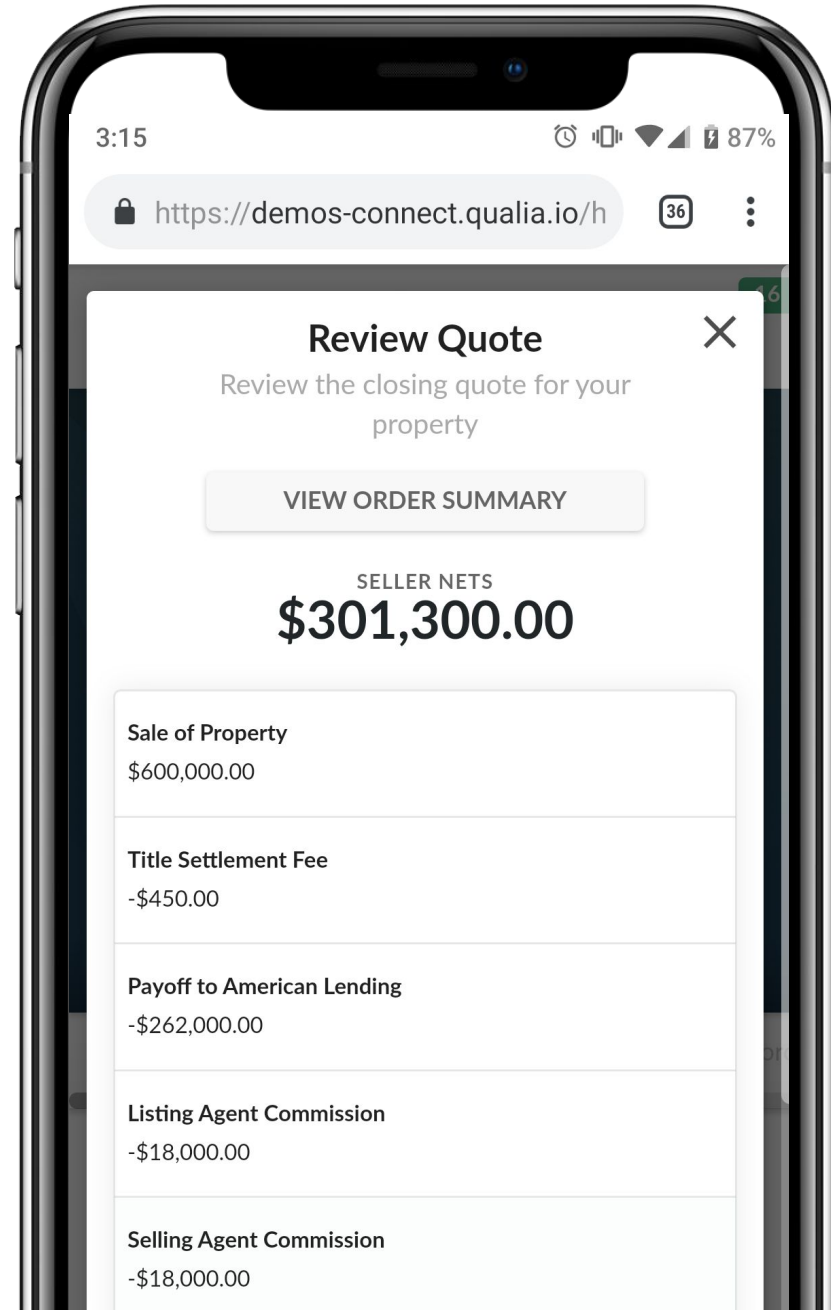 3:15
87%
https://demos-connect.qualia.io/h
36
16
Review Quote
Review the closing quote for your
property
VIEW ORDER SUMMARY
SELLER NETS
$301,300.00
Sale of Property
$600,000.00
Title Settlement Fee
-$450.00
Payoff to American Lending
-$262,000.00
Listing Agent Commission
-$18,000.00
Selling Agent Commission
-$18,000.00